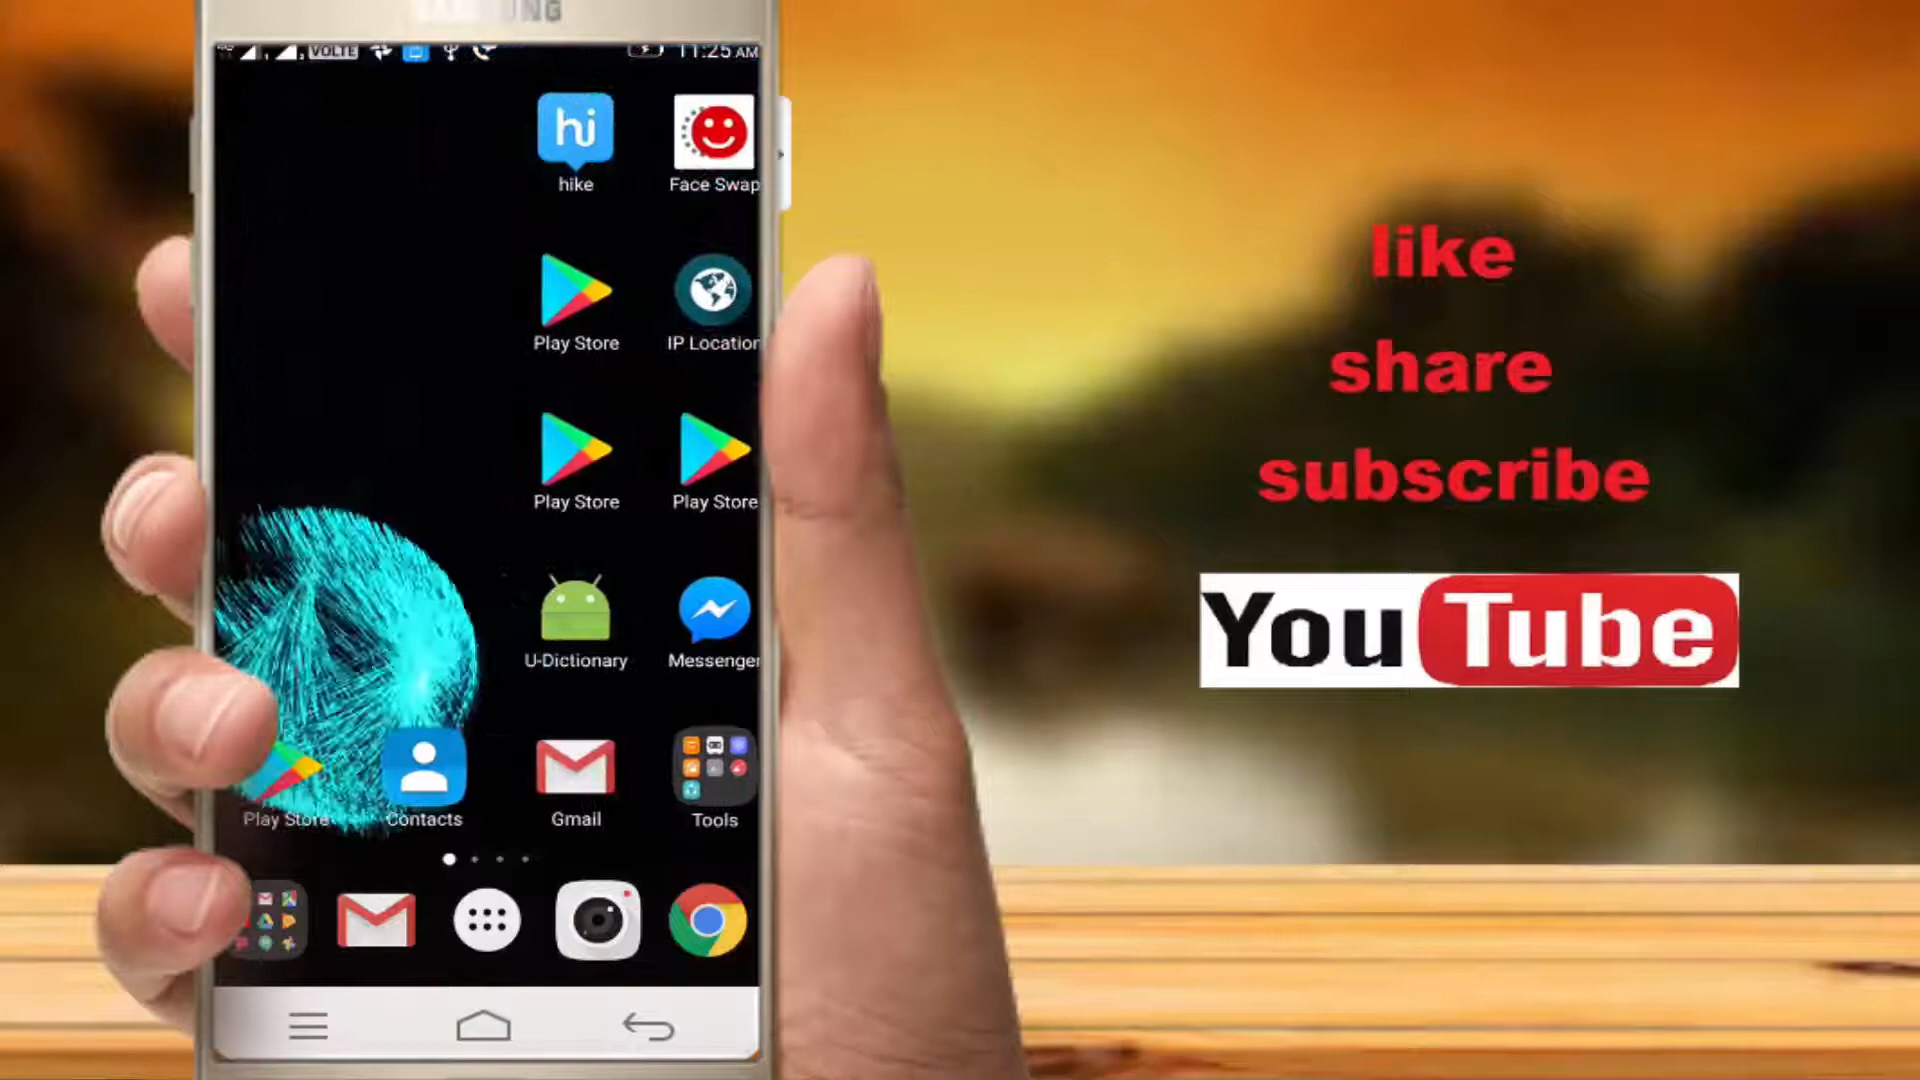 VOLTE
11:25 AM
hike
Face Swap
Play Store
IP Location
Play Store
Play Store
U-Dictionary
Messenger
Play Store
Contacts
Gmail
Tools
like
share
subscribe
YouTube